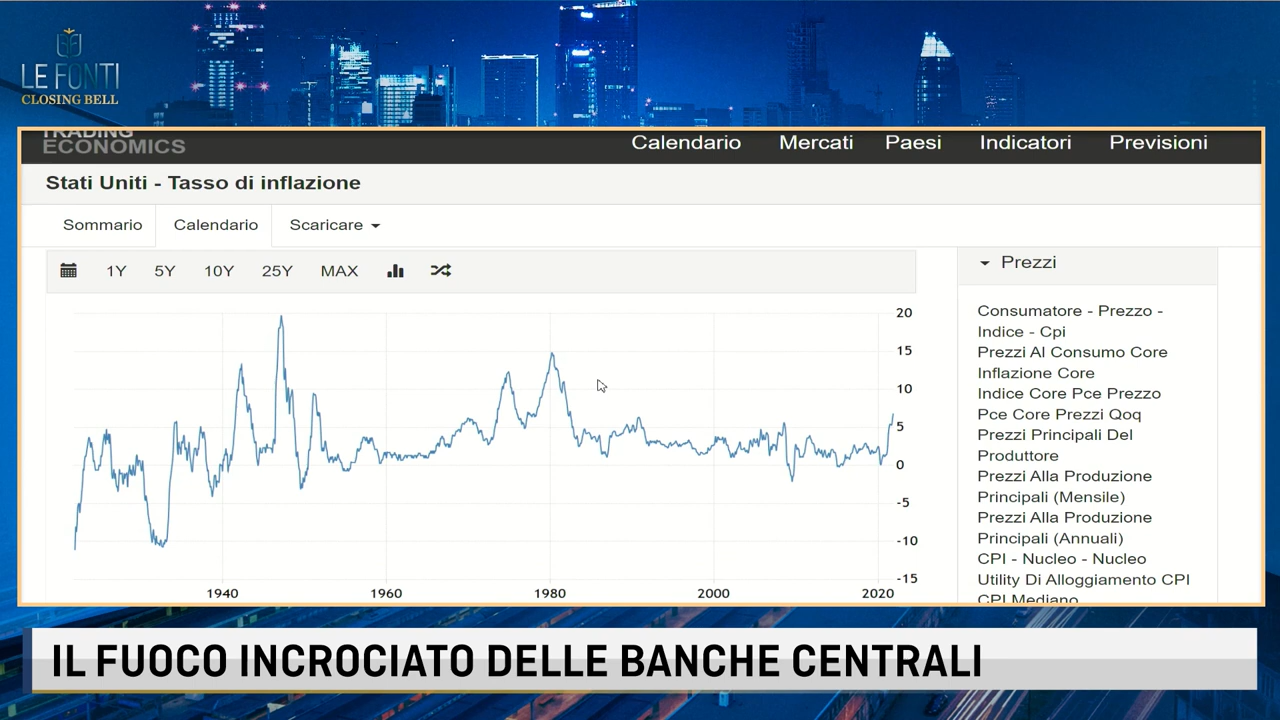 LE FONTI
CLOSING BELL
TRADING
ECONOMICS
Calendario Mercati Paesi Indicatori Previsioni
Stati Uniti - Tasso di inflazione
Sommario Calendario Scaricare
1Y 5Y 10Y 25Y MAX
Prezzi
Consumatore - Prezzo -
Indice - Cpi
Prezzi Al Consumo Core
Inflazione Core
Indice Core Pce Prezzo
Pce Core Prezzi Qoq
Prezzi Principali Del
Produttore
Prezzi Alla Produzione
Principali (Mensile)
Prezzi Alla Produzione
Principali (Annuali)
CPI - Nucleo - Nucleo
Utility Di Alloggiamento CPI
CPI Mediano
20
15
10
5
0
-5
-10
-15
1940 1960 1980 2000 2020
IL FUOCO INCROCIATO DELLE BANCHE CENTRALI